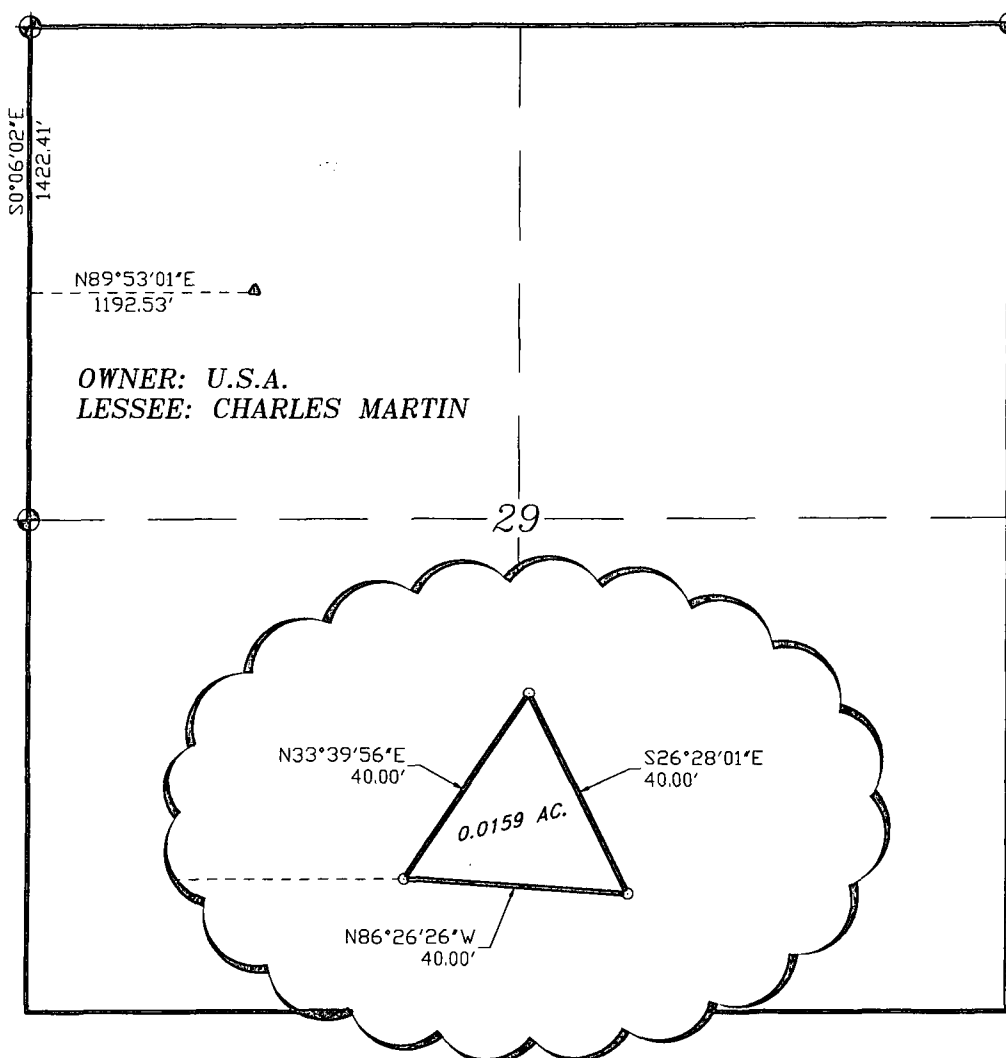 S0°06'02"E
1422.41'
N89°53'01"E
1192.53'
OWNER: U.S.A.
LESSEE: CHARLES MARTIN
29
N33°39'56"E
40.00'
S26°28'01"E
40.00'
0.0159 AC.
N86°26'26"W
40.00'